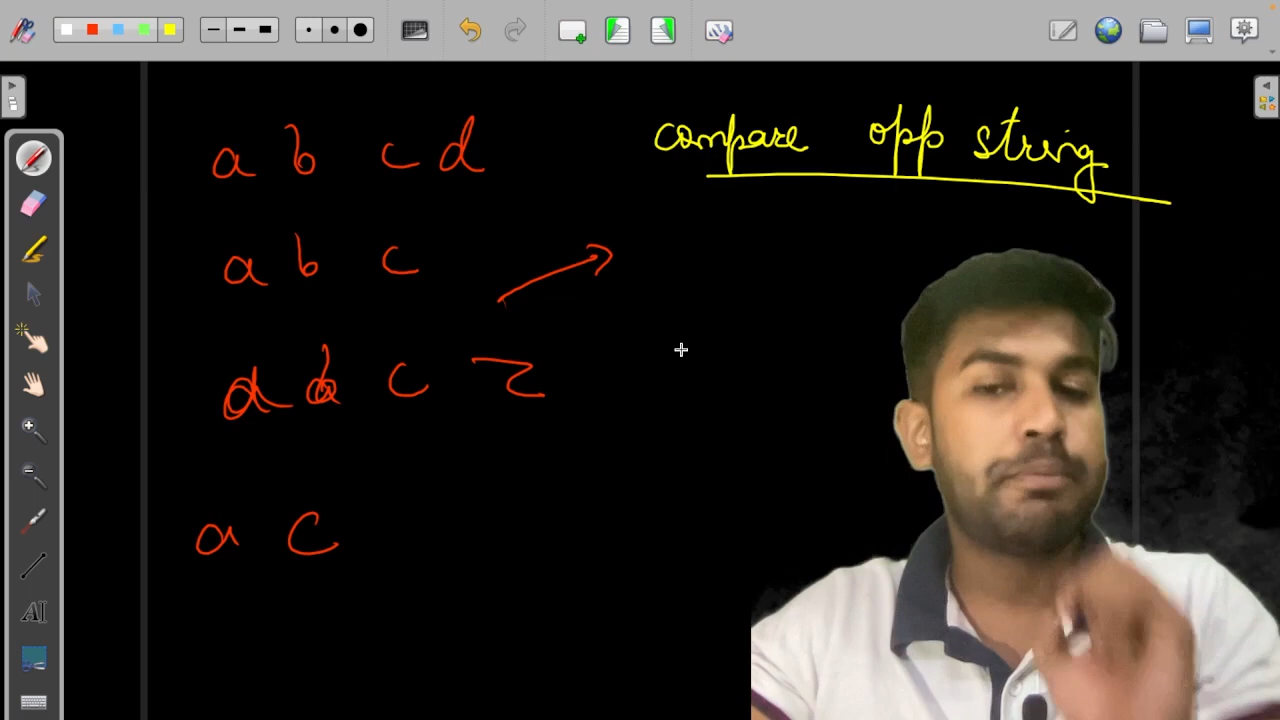 a b c d
compare opp string
a b c
a b c z
a c